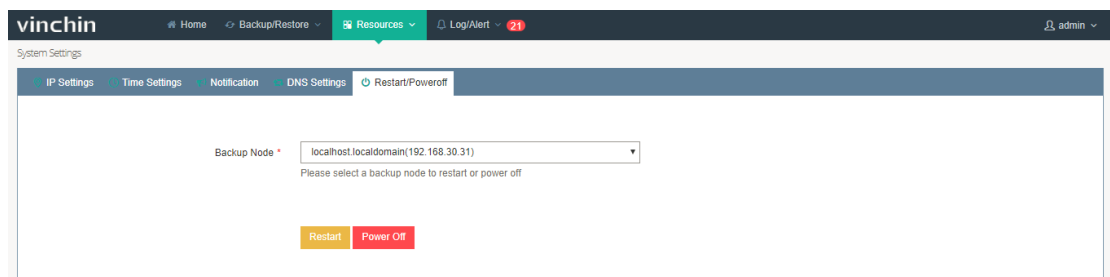 vinchin Home Backup/Restore Resources Log/Alert 21 admin
System Settings
IP Settings Time Settings Notification DNS Settings Restart/Poweroff
Backup Node * localhost.localdomain(192.168.30.31)
Please select a backup node to restart or power off
Restart Power Off